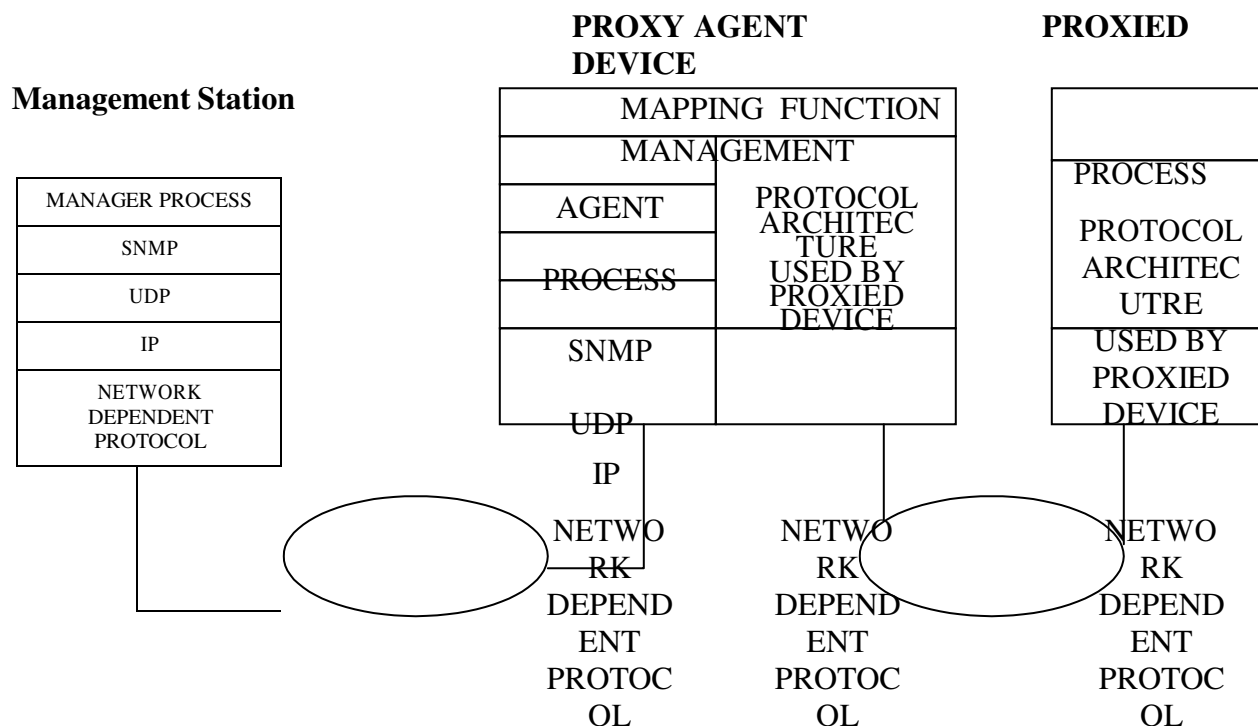 PROXY AGENT
DEVICE
PROXIED
Management Station
MANAGER PROCESS
SNMP
UDP
IP
NETWORK
DEPENDENT
PROTOCOL
MAPPING FUNCTION
MANAGEMENT
AGENT
PROCESS
SNMP
UDP
IP
NETWO
RK
DEPEND
ENT
PROTOC
OL
PROTOCOL
ARCHITEC
TURE
USED BY
PROXIED
DEVICE
NETWO
RK
DEPEND
ENT
PROTOC
OL
PROCESS
PROTOCOL
ARCHITEC
UTRE
USED BY
PROXIED
DEVICE
NETWO
RK
DEPEND
ENT
PROTOC
OL